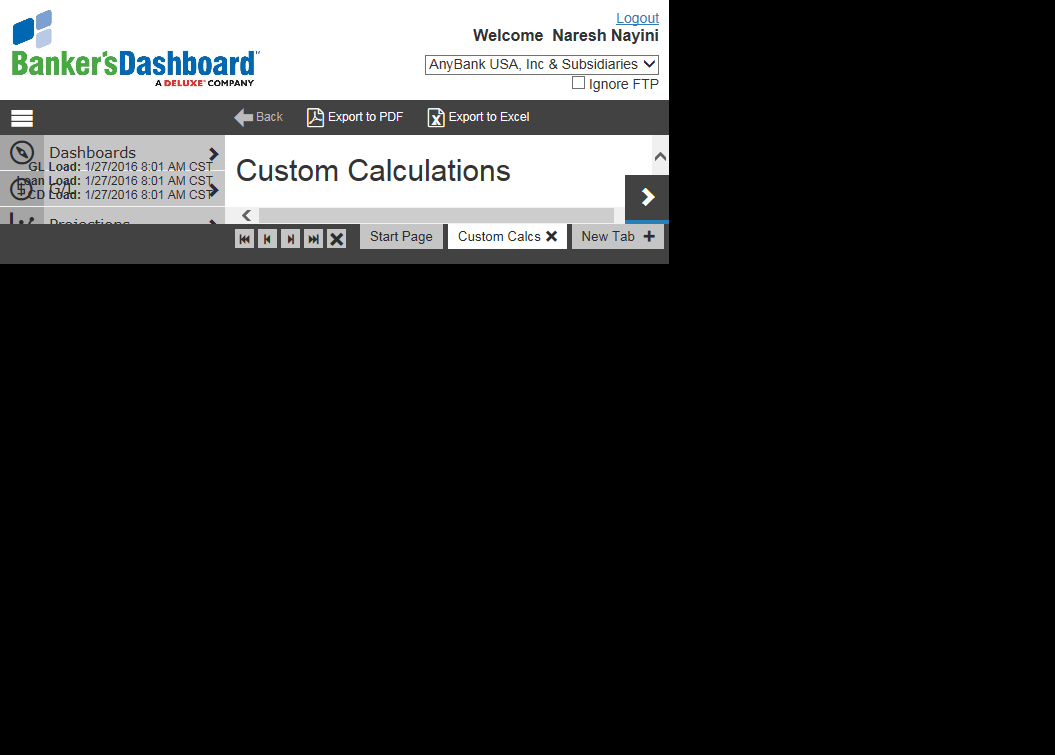 Logout
Welcome Naresh Nayini
Banker'sDashboard
A DELUXE COMPANY
AnyBank USA, Inc & Subsidiaries
Ignore FTP
Back Export to PDF Export to Excel
Dashboards
GL Load: 1/27/2016 8:01 AM CST
Loan Load: 1/27/2016 8:01 AM CST
G/L
CD Load: 1/27/2016 8:01 AM CST
Projections
Custom Calculations
Start Page Custom Calcs New Tab